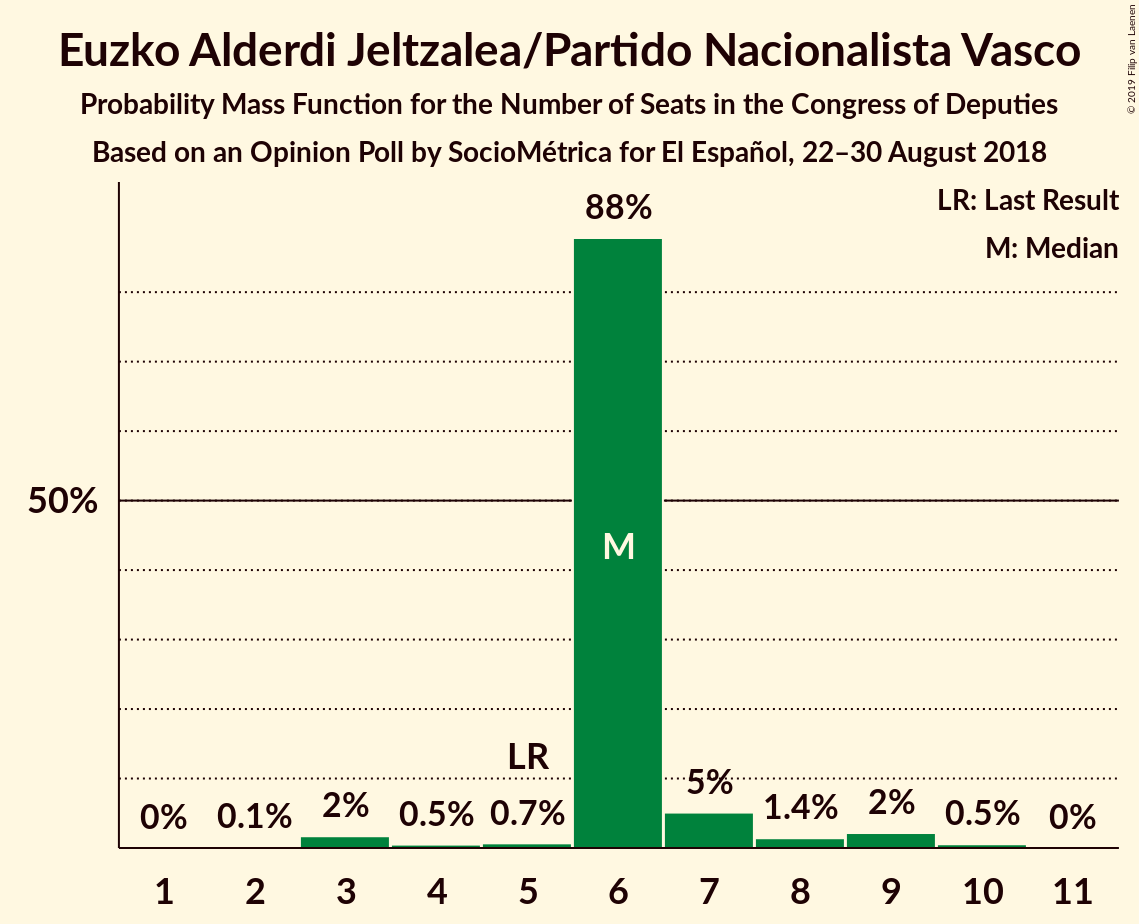 Euzko Alderdi Jeltzalea/Partido Nacionalista Vasco
Probability Mass Function for the Number of Seats in the Congress of Deputies
Based on an Opinion Poll by SocioMétrica for El Español, 22–30 August 2018
© 2019 Filip van Laenen
LR: Last Result
M: Median
88%
50%
M
LR
0% 0.1% 2% 0.5% 0.7% 5% 1.4% 2% 0.5% 0%
1 2 3 4 5 6 7 8 9 10 11